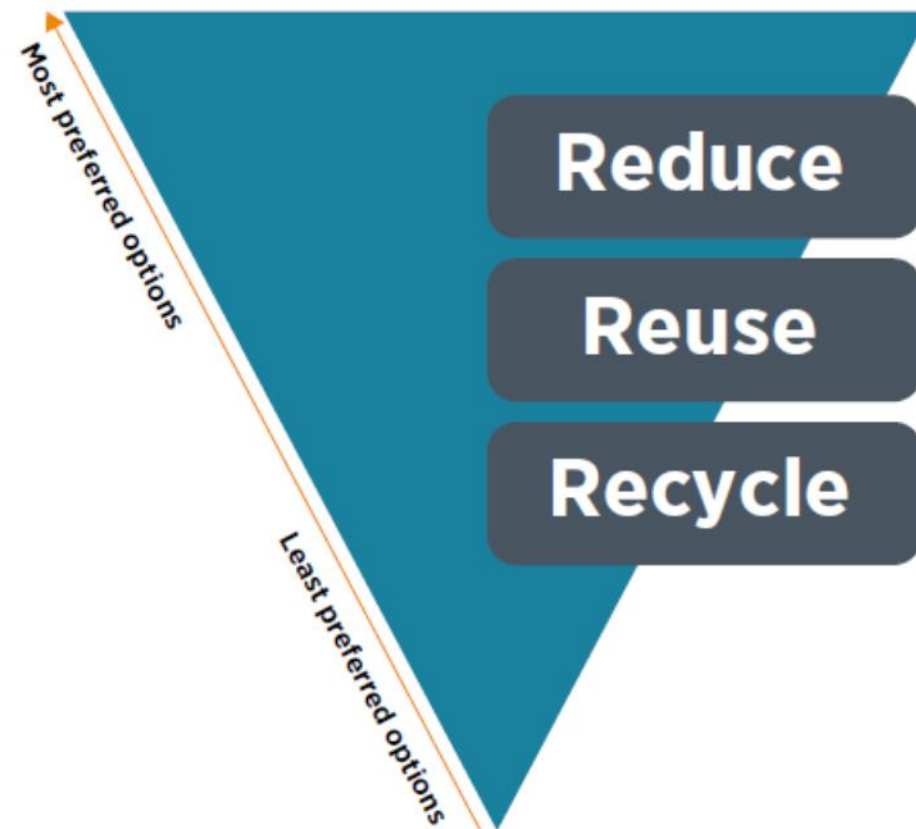 Most preferred options
Reduce
Reuse
Recycle
Least preferred options